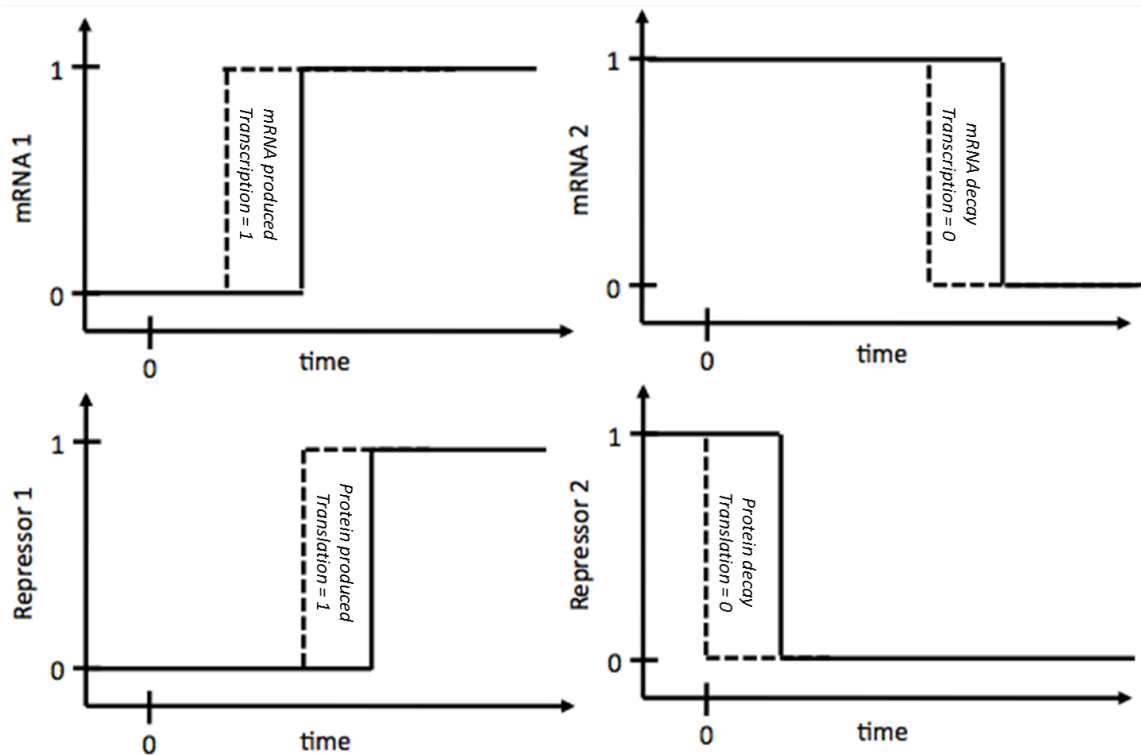 1
mRNA 1
mRNA produced
Transcription = 1
0
0
time
1
mRNA 2
mRNA decay
Transcription = 0
0
0
time
1
Repressor 1
Protein produced
Translation = 1
0
0
time
1
Repressor 2
Protein decay
Translation = 0
0
0
time